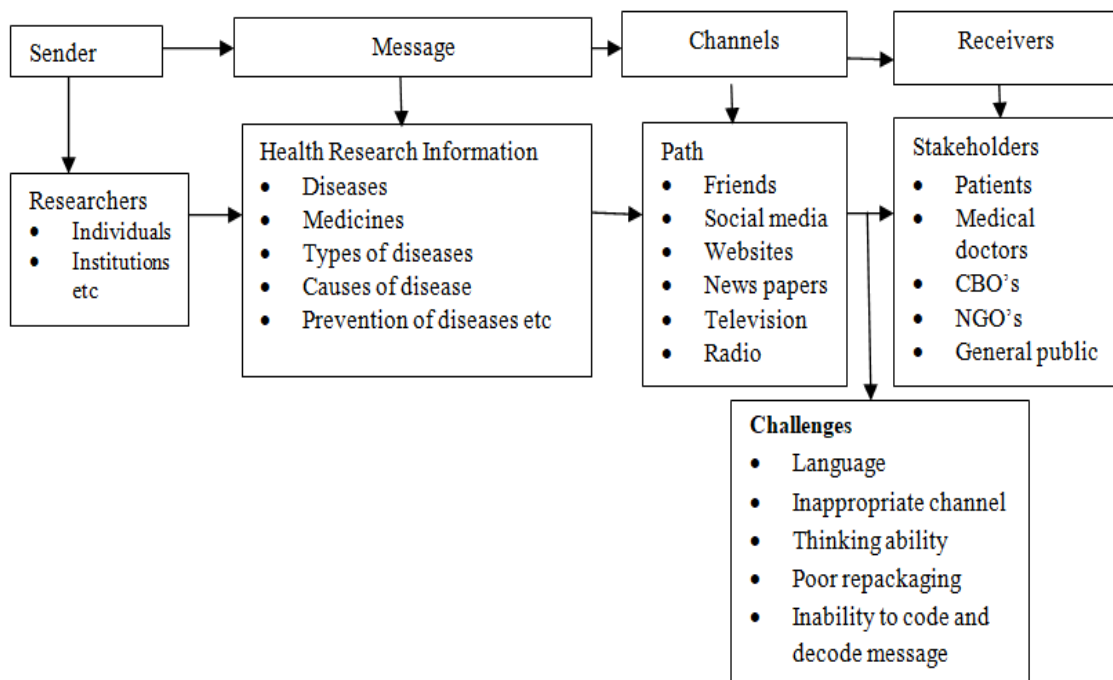 Sender
Message
Channels
Receivers
Researchers
• Individuals
• Institutions
etc
Health Research Information
• Diseases
• Medicines
• Types of diseases
• Causes of disease
• Prevention of diseases etc
Path
• Friends
• Social media
• Websites
• News papers
• Television
• Radio
Stakeholders
• Patients
• Medical
doctors
• CBO’s
• NGO’s
• General public
Challenges
• Language
• Inappropriate channel
• Thinking ability
• Poor repackaging
• Inability to code and
decode message